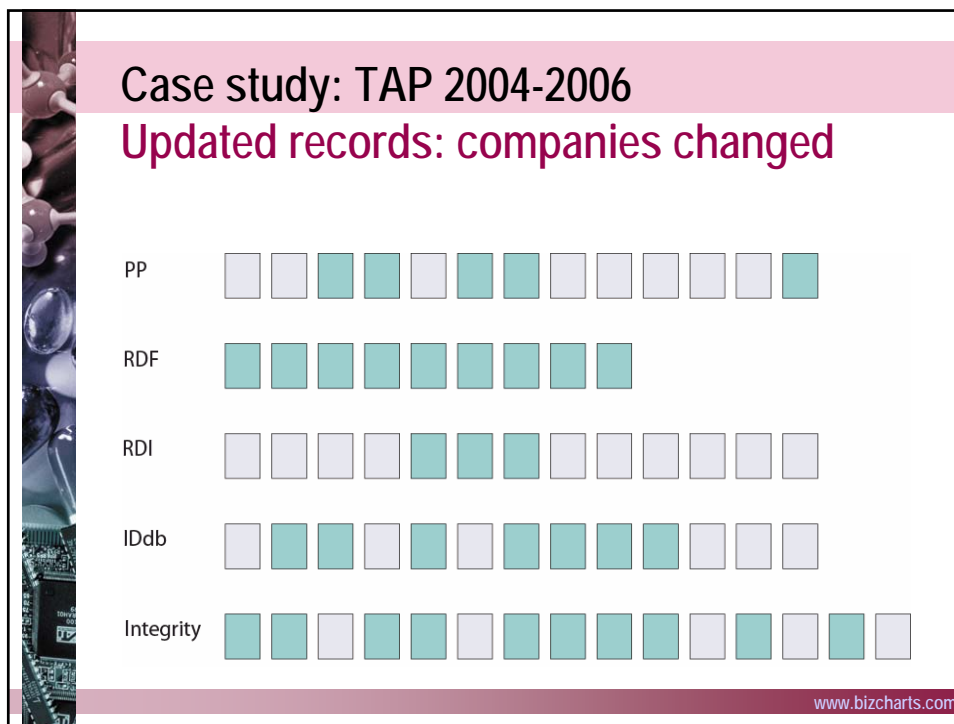 Case study: TAP 2004-2006
Updated records: companies changed
PP
RDF
RDI
IDdb
Integrity
www.bizcharts.com